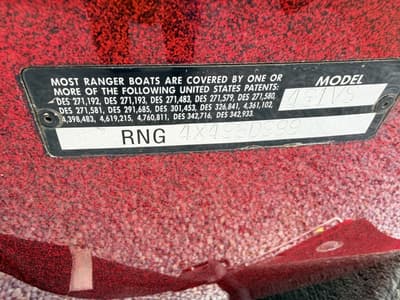 MOST RANGER BOATS ARE COVERED BY ONE OR
MORE OF THE FOLLOWING UNITED STATES PATENTS:
DES 271,192, DES 271,193, DES 271,483, DES 271,579, DES 271,580,
DES 271,581, DES 291,685, DES 301,453, DES 326,841, 4,361,102
4,398,483, 4,619,215, 4,760,811, DES 342,716, DES 342,933.
MODEL
RNG